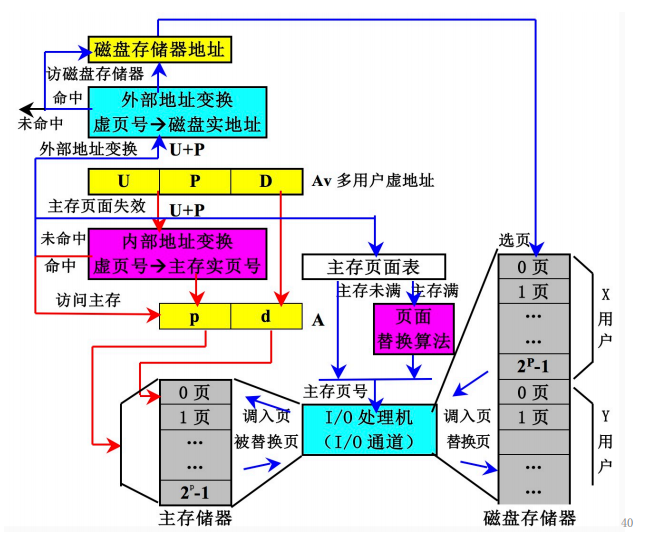 磁盘存储器地址
访磁盘存储器
命中
未命中
外部地址变换
虚页号→磁盘实地址
外部地址变换
U+P
U P D
Av 多用户虚地址
主存页面失效
U+P
未命中
命中
内部地址变换
虚页号→主存实页号
访问主存
p d
A
主存页面表
主存未满
主存满
页面
替换算法
主存页号
I/O 处理机
(I/O 通道)
调入页
被替换页
调入页
替换页
0 页
1 页
…
…
2ᴾ-1
主存储器
选页
0 页
1 页
…
…
2ᴾ-1
0 页
1 页
…
…
X
用
户
Y
用
户
磁盘存储器
40